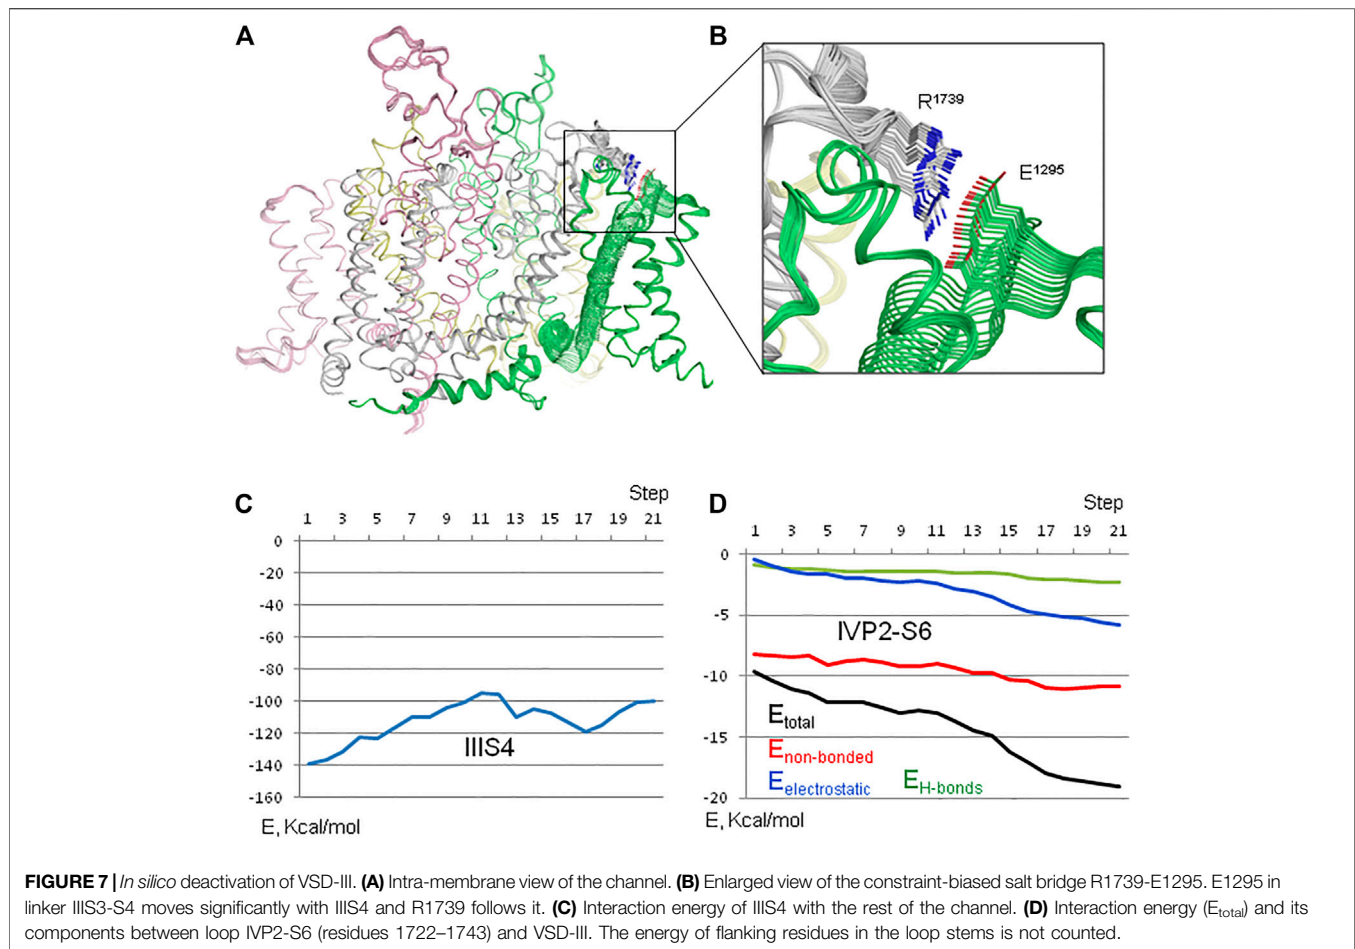 A
B
R1739
E1295
C
Step
1 3 5 7 9 11 13 15 17 19 21
0
-20
-40
-60
-80
-100
-120
-140
-160
IIIS4
E, Kcal/mol
D
Step
1 3 5 7 9 11 13 15 17 19 21
0
-5
-10
-15
-20
IVP2-S6
Etotal
Enon-bonded
Eelectrostatic EH-bonds
E, Kcal/mol
FIGURE 7 | In silico deactivation of VSD-III. (A) Intra-membrane view of the channel. (B) Enlarged view of the constraint-biased salt bridge R1739-E1295. E1295 in
linker IIIS3-S4 moves significantly with IIIS4 and R1739 follows it. (C) Interaction energy of IIIS4 with the rest of the channel. (D) Interaction energy (Etotal) and its
components between loop IVP2-S6 (residues 1722–1743) and VSD-III. The energy of flanking residues in the loop stems is not counted.